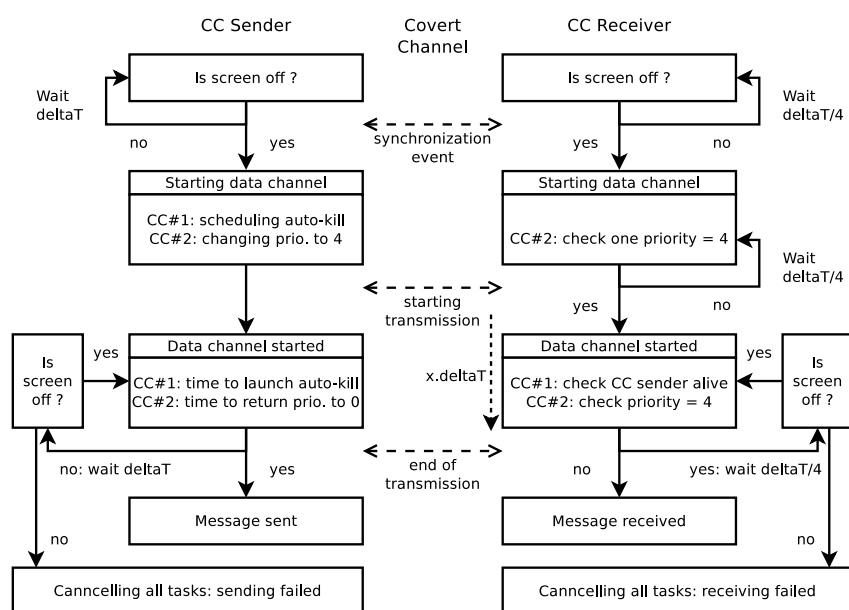 CC Sender
Covert
Channel
CC Receiver
Is screen off ?
Is screen off ?
Wait
deltaT
no
yes
synchronization
event
yes
no
Wait
deltaT/4
Starting data channel
CC#1: scheduling auto-kill
CC#2: changing prio. to 4
Starting data channel
CC#2: check one priority = 4
Wait
deltaT/4
starting
transmission
yes
no
Is
screen
off ?
yes
Data channel started
CC#1: time to launch auto-kill
CC#2: time to return prio. to 0
x.deltaT
Data channel started
CC#1: check CC sender alive
CC#2: check priority = 4
yes
Is
screen
off ?
no: wait deltaT
yes
end of
transmission
no
yes: wait deltaT/4
Message sent
Message received
no
no
Canncelling all tasks: sending failed
Canncelling all tasks: receiving failed